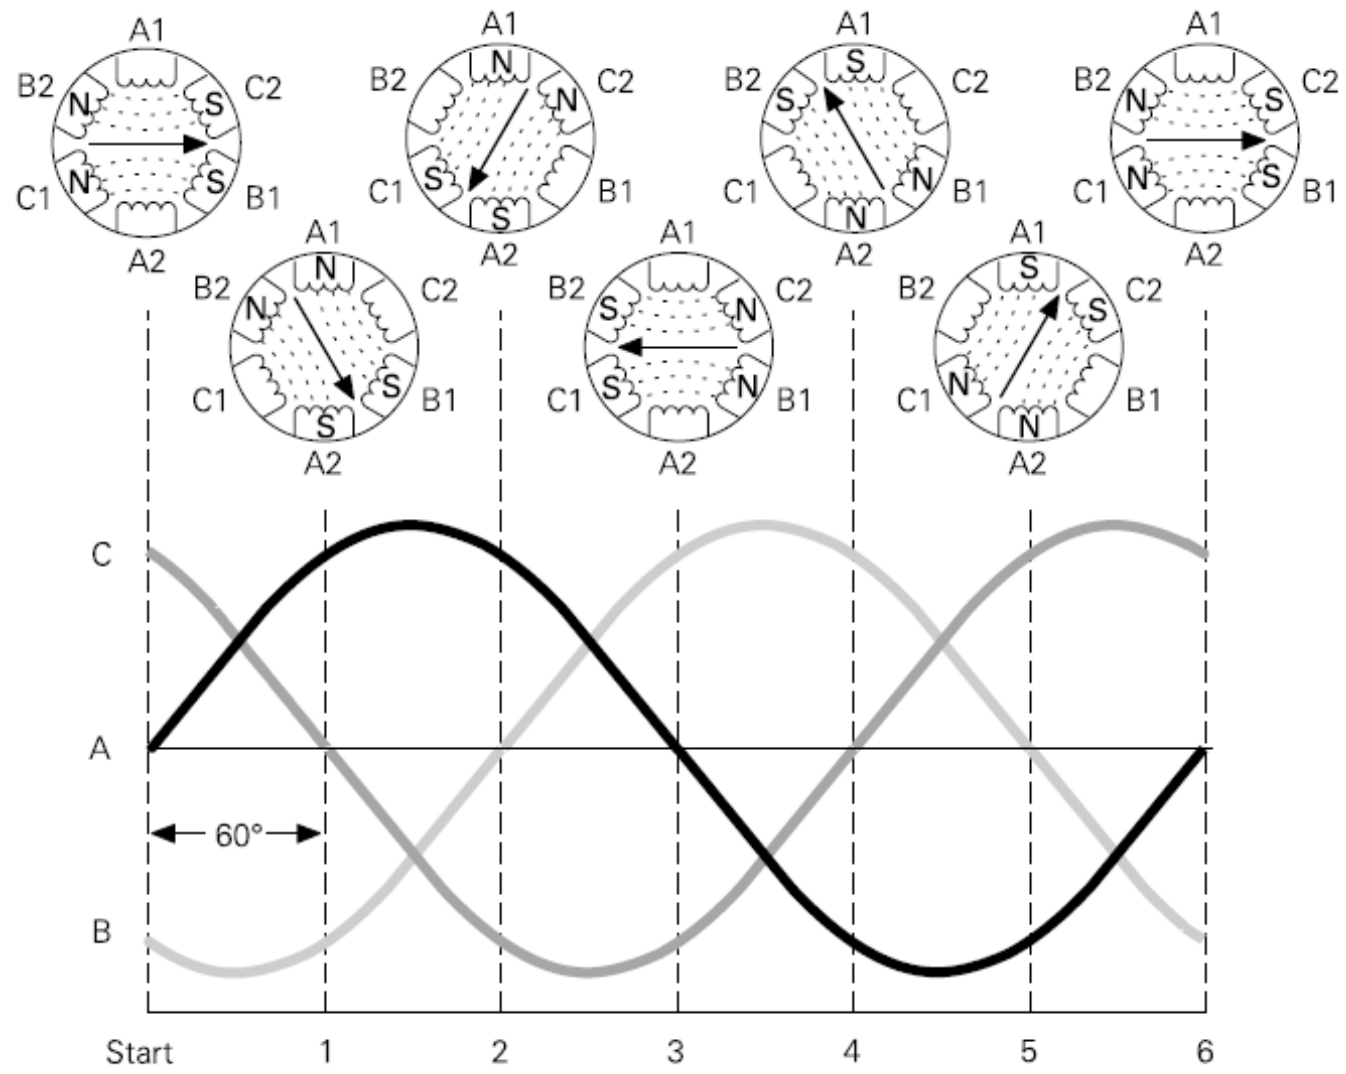 A1
B2 N S C2
C1 N S B1
A2
A1
B2 N N C2
C1 S S B1
A2
A1
B2 S S C2
C1 N N B1
A2
A1
B2 N S C2
C1 N S B1
A2
A1
B2 N N C2
C1 S S B1
A2
A1
B2 S N C2
C1 S N B1
A2
A1
B2 S S C2
C1 N N B1
A2
C
A
60°
B
Start 1 2 3 4 5 6